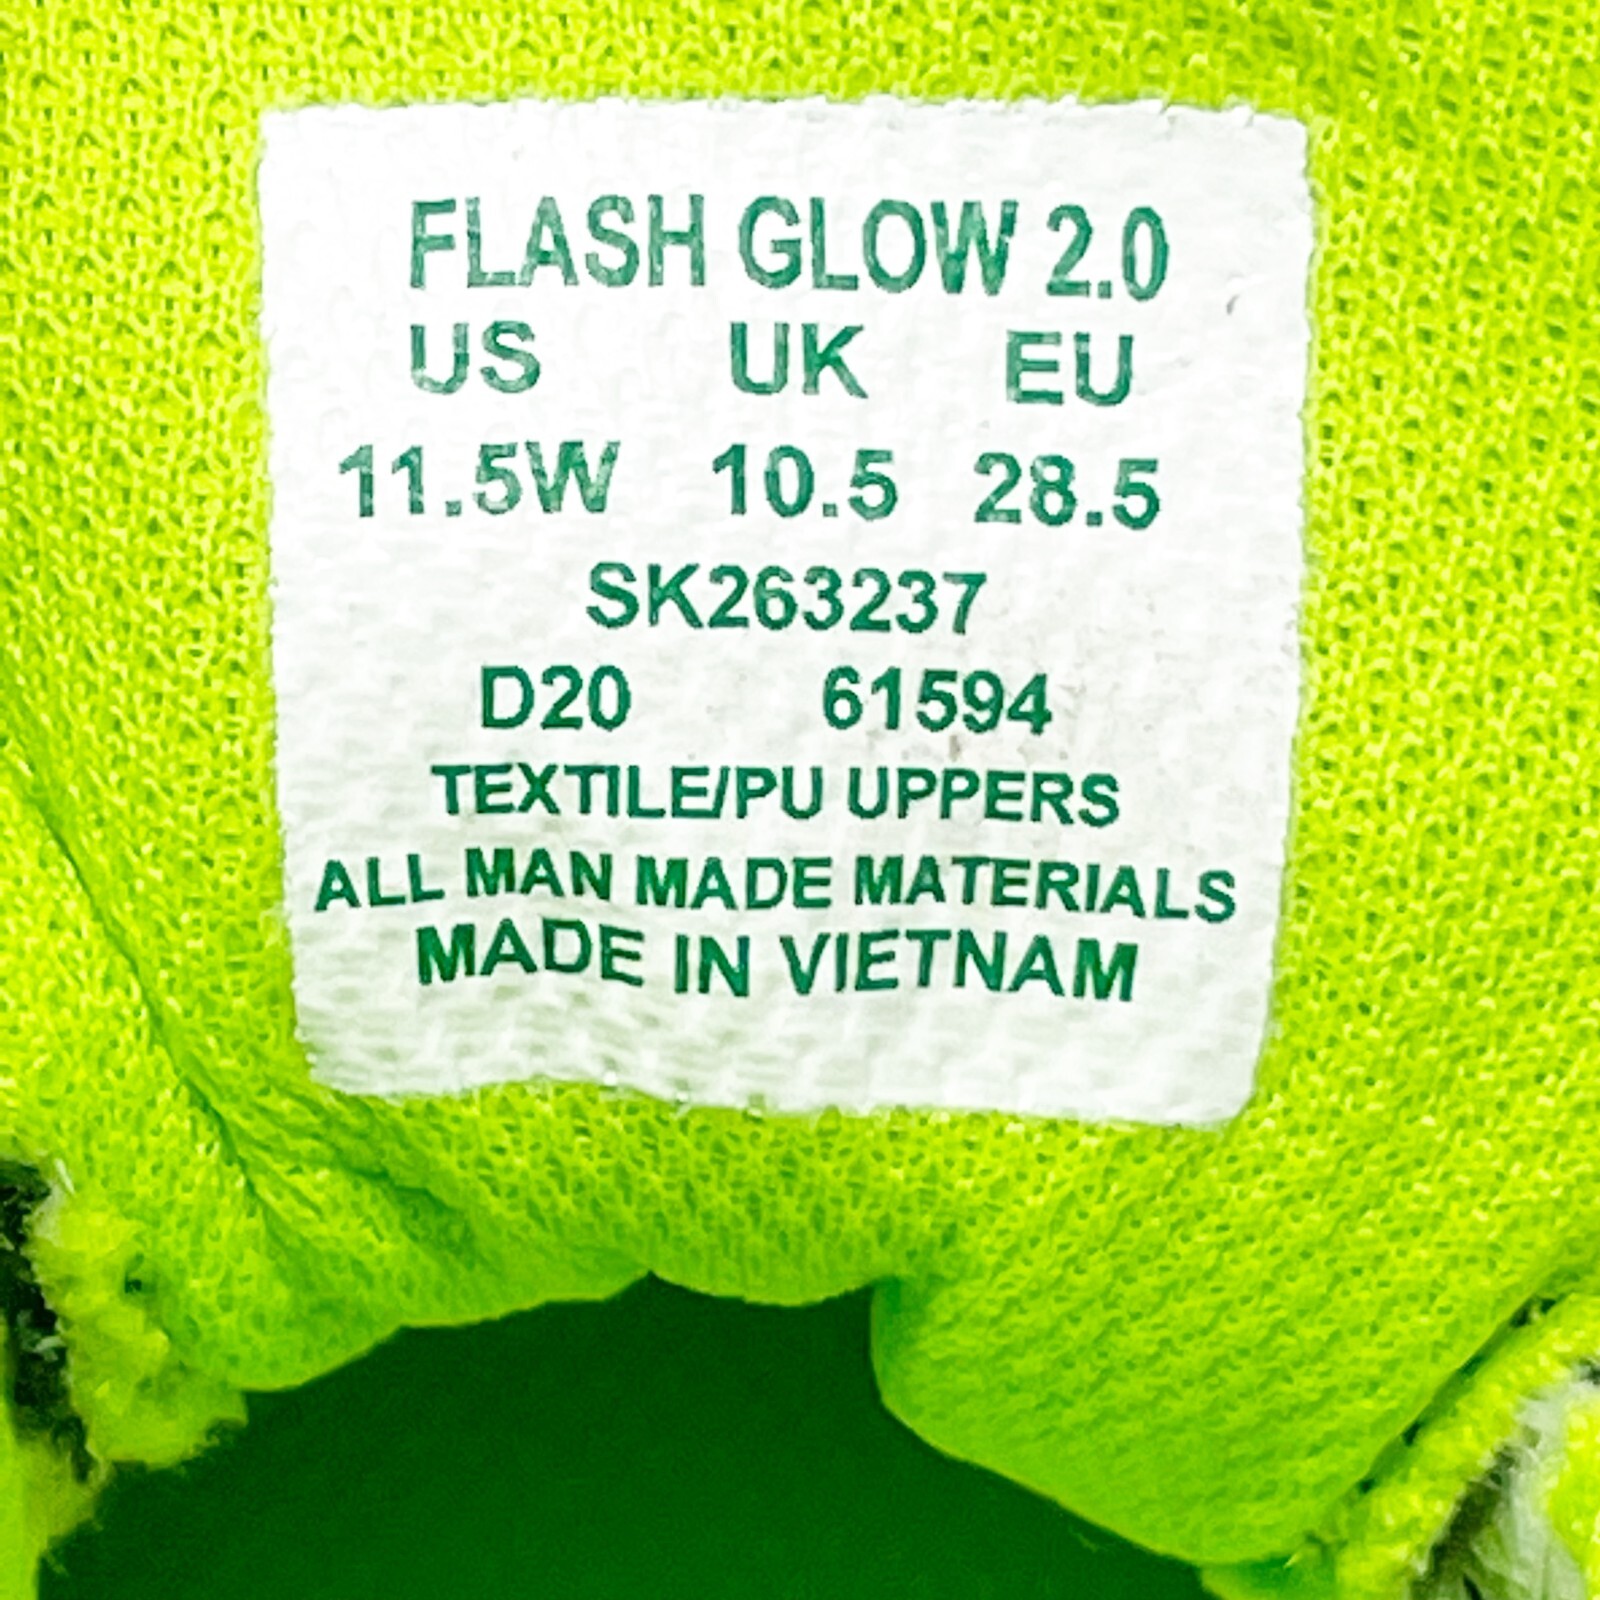 FLASH GLOW 2.0
US UK EU
11.5W 10.5 28.5
SK263237
D20 61594
TEXTILE/PU UPPERS
ALL MAN MADE MATERIALS
MADE IN VIETNAM